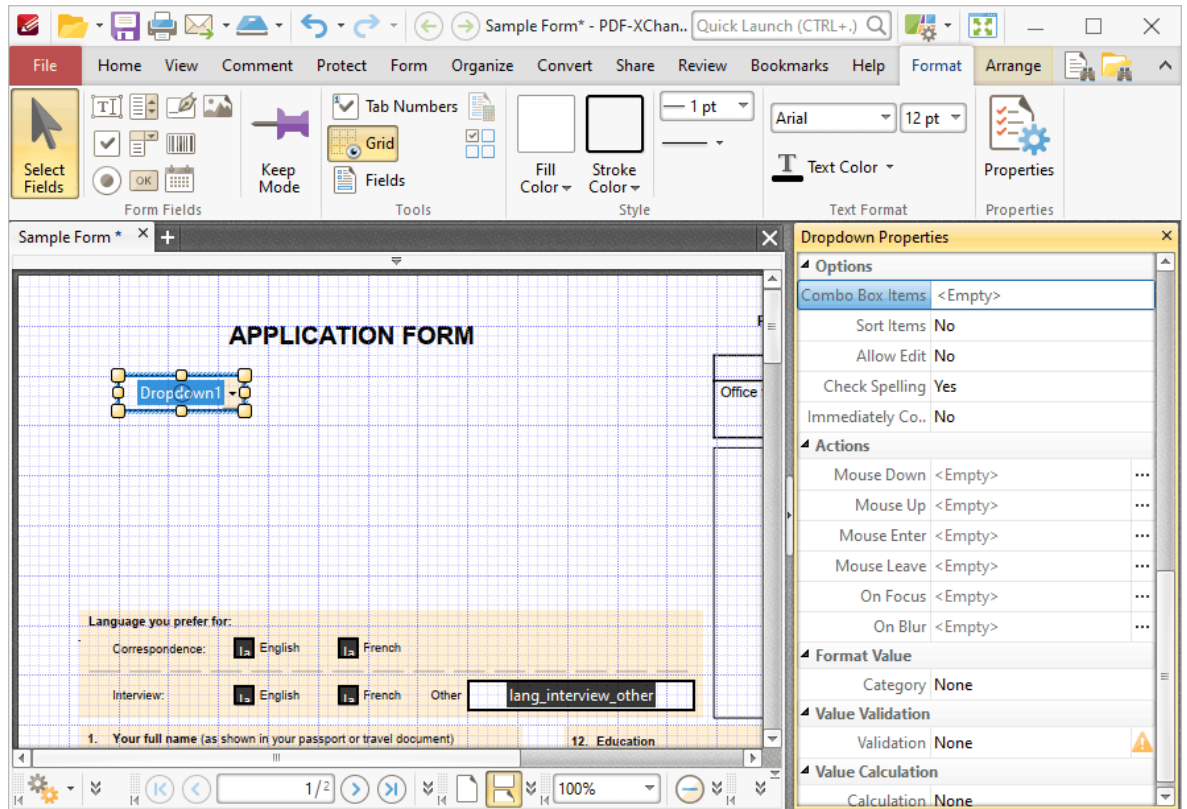 Sample Form* - PDF-XChan.. Quick Launch (CTRL+.)
File Home View Comment Protect Form Organize Convert Share Review Bookmarks Help Format Arrange
Select Fields
OK
Form Fields
Keep Mode
Tab Numbers
Grid
Fields
Tools
Fill Color
Stroke Color
1 pt
Style
Arial 12 pt
T Text Color
Text Format
Properties
Properties
Sample Form *
Dropdown Properties
APPLICATION FORM
Dropdown1
Office
Language you prefer for:
Correspondence: English French
Interview: English French Other lang_interview_other
1. Your full name (as shown in your passport or travel document) 12. Education
1/2
100%
Options
Combo Box Items <Empty>
Sort Items No
Allow Edit No
Check Spelling Yes
Immediately Co.. No
Actions
Mouse Down <Empty> ...
Mouse Up <Empty> ...
Mouse Enter <Empty> ...
Mouse Leave <Empty> ...
On Focus <Empty> ...
On Blur <Empty> ...
Format Value
Category None
Value Validation
Validation None
Value Calculation
Calculation None